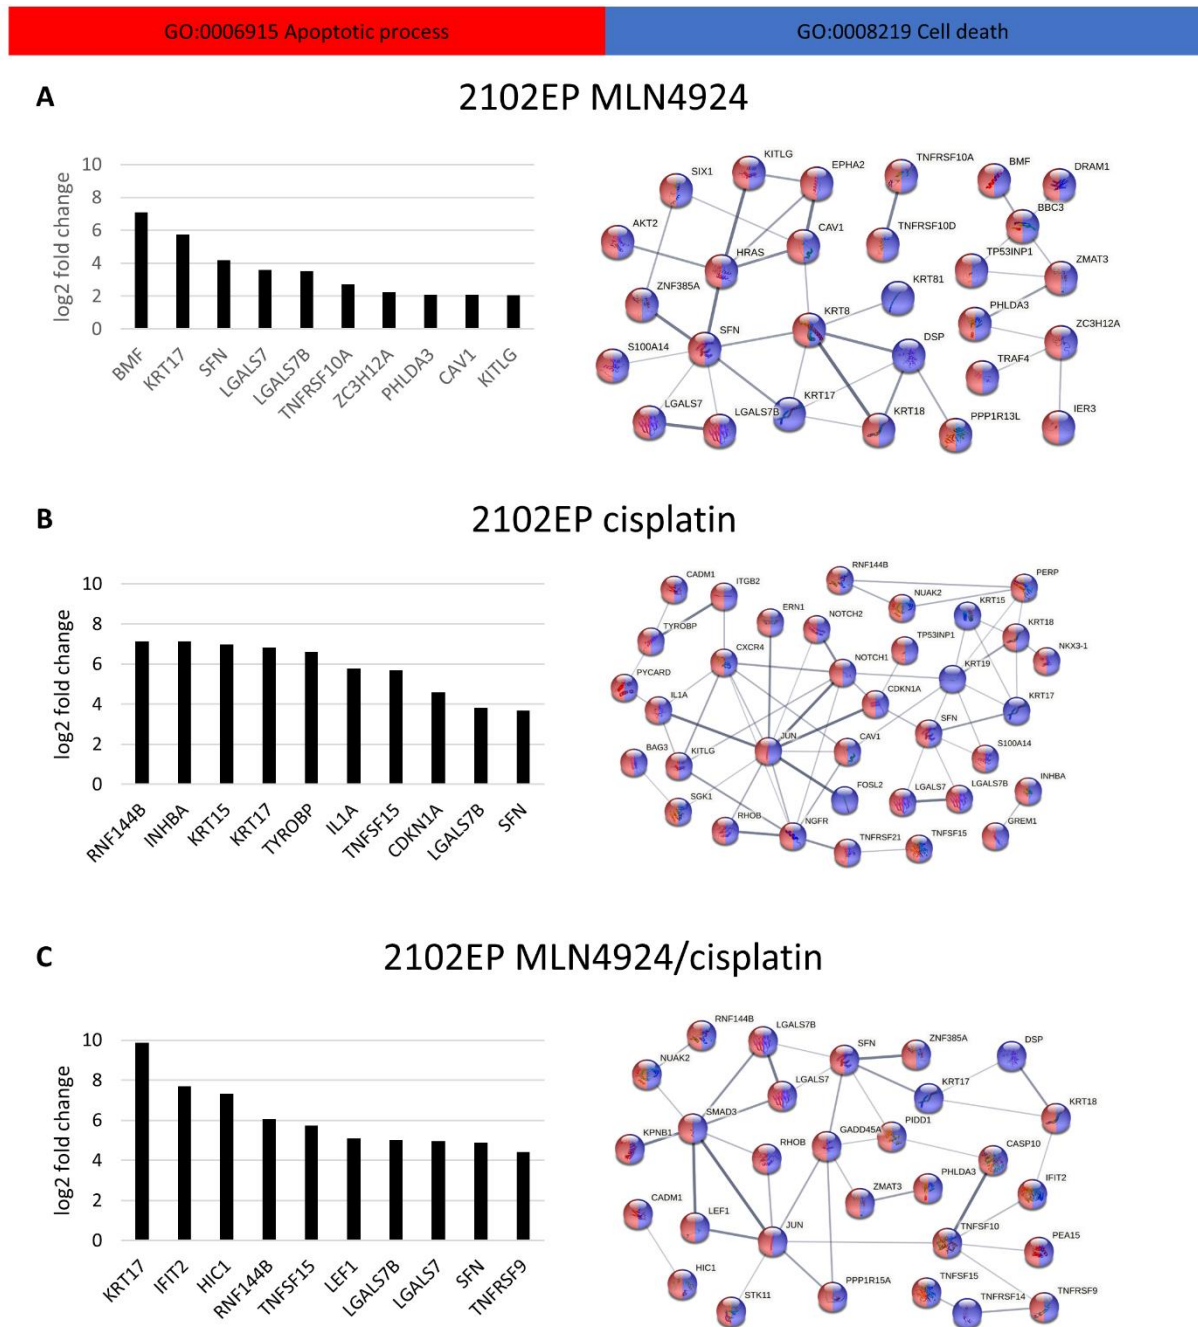 GO:0006915 Apoptotic process
GO:0008219 Cell death
A
2102EP MLN4924
log2 fold change
10
8
6
4
2
0
BMF
KRT17
SFN
LGALS7
LGALS7B
TNFRSF10A
ZC3H12A
PHLDA3
CAV1
KITLG
KITLG
EPHA2
TNFRSF10A
BMF
DRAM1
SIX1
BBC3
AKT2
CAV1
TNFRSF10D
HRAS
TP53INP1
ZMAT3
ZNF385A
KRT81
KRT8
PHLDA3
ZC3H12A
SFN
DSP
S100A14
TRAF4
LGALS7
LGALS7B
KRT17
KRT18
PPP1R13L
IER3
B
2102EP cisplatin
log2 fold change
10
8
6
4
2
0
RNF144B
INHBA
KRT15
KRT17
TYROBP
IL1A
TNFSF15
CDKN1A
LGALS7B
SFN
RNF144B
PERP
CADM1
ITGB2
NUAK2
KRT15
ERN1
NOTCH2
KRT18
TYROBP
TP53INP1
NKX3-1
CXCR4
NOTCH1
KRT19
PYCARD
CDKN1A
IL1A
KRT17
SFN
JUN
CAV1
S100A14
BAG3
KITLG
FOSL2
LGALS7
LGALS7B
INHBA
SGK1
RHOB
NGFR
GREM1
TNFRSF21
TNFSF15
C
2102EP MLN4924/cisplatin
log2 fold change
10
8
6
4
2
0
KRT17
IFIT2
HIC1
RNF144B
TNFSF15
LEF1
LGALS7B
LGALS7
SFN
TNFRSF9
RNF144B
LGALS7B
SFN
ZNF385A
DSP
NUAK2
LGALS7
KRT17
KRT18
SMAD3
PIDD1
KPNB1
RHOB
GADD45A
CASP10
PHLDA3
IFIT2
CADM1
ZMAT3
LEF1
JUN
TNFSF10
PEA15
HIC1
TNFSF15
STK11
PPP1R15A
TNFRSF14
TNFRSF9